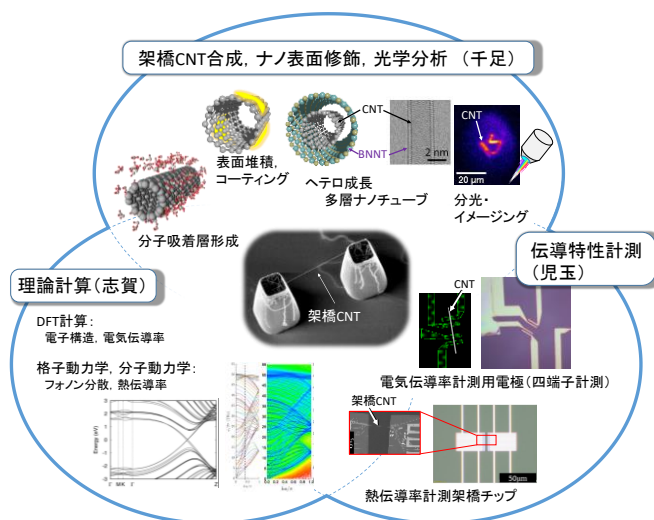 架橋CNT合成，ナノ表面修飾，光学分析 （千足）
CNT
BNNT
2 nm
CNT
20 μm
表面堆積，
コーティング
ヘテロ成長
多層ナノチューブ
分光・
イメージング
分子吸着層形成
伝導特性計測
（児玉）
理論計算（志賀）
架橋CNT
CNT
DFT計算：
電子構造，電気伝導率
格子動力学，分子動力学：
フォノン分散，熱伝導率
電気伝導率計測用電極（四端子計測）
架橋CNT
Energy (eV)
50μm
熱伝導率計測架橋チップ